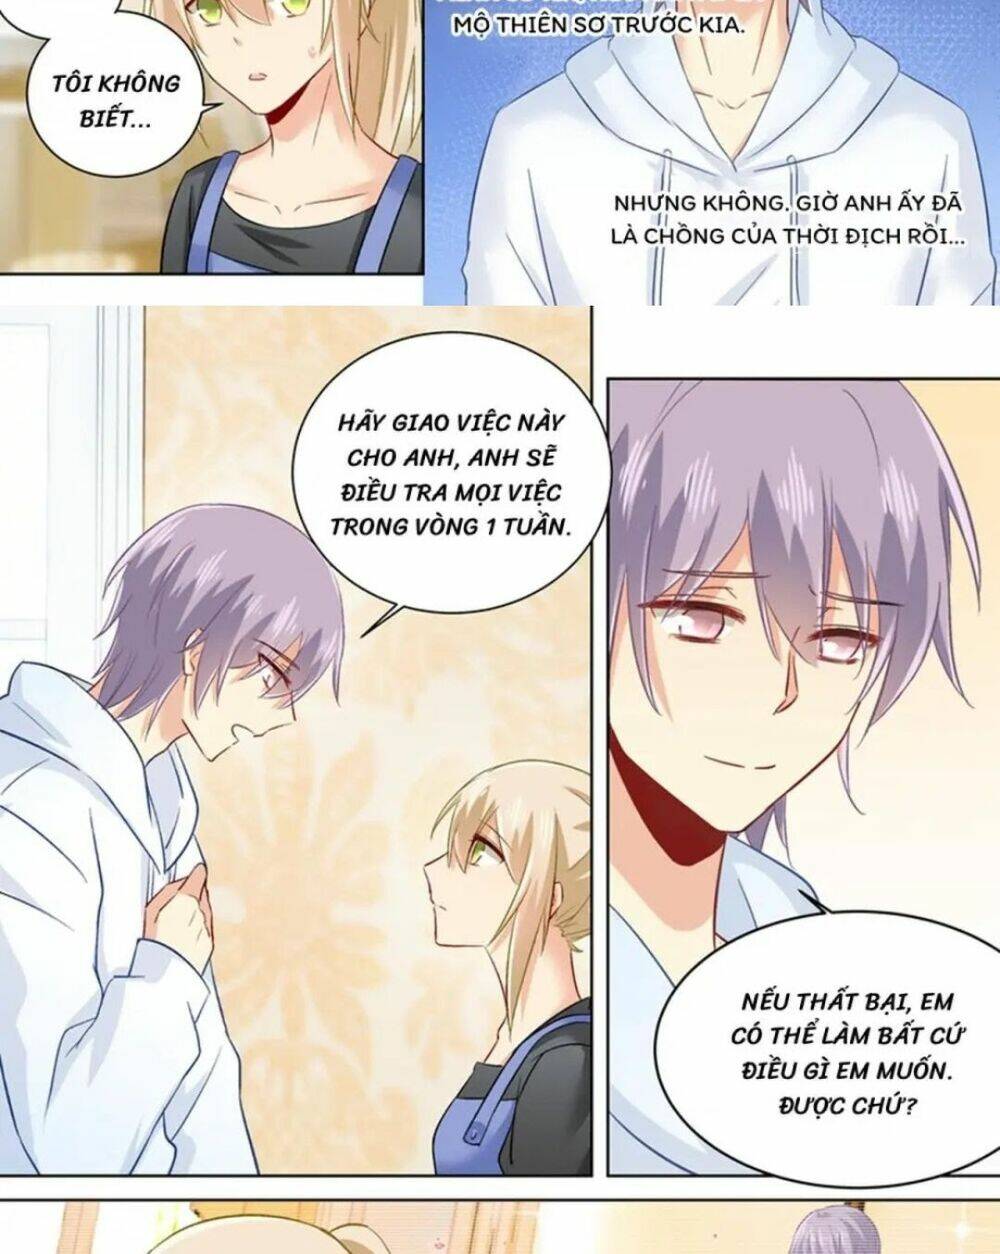 TÔI KHÔNG
BIẾT...
MỘ THIÊN SƠ TRƯỚC KIA.
NHƯNG KHÔNG. GIỜ ANH ẤY ĐÃ
LÀ CHỒNG CỦA THỜI ĐỊCH RỒI...
HÃY GIAO VIỆC NÀY
CHO ANH, ANH SẼ
ĐIỀU TRA MỌI VIỆC
TRONG VÒNG 1 TUẦN.
NẾU THẤT BẠI, EM
CÓ THỂ LÀM BẤT CỨ
ĐIỀU GÌ EM MUỐN.
ĐƯỢC CHỨ?